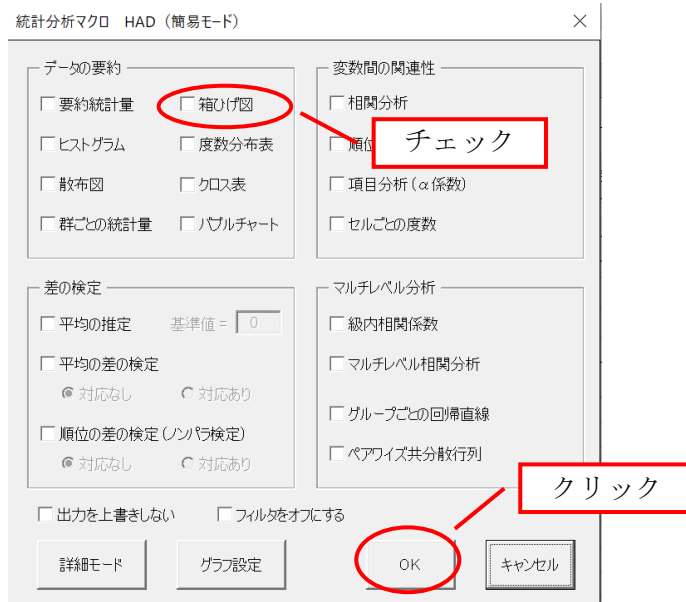 統計分析マクロ HAD（簡易モード）
データの要約
要約統計量
箱ひげ図
ヒストグラム
度数分布表
散布図
クロス表
群ごとの統計量
バブルチャート
変数間の関連性
相関分析
チェック
順位
項目分析(α係数)
セルごとの度数
差の検定
平均の推定
基準値 = 0
平均の差の検定
対応なし
対応あり
順位の差の検定(ノンパラ検定)
対応なし
対応あり
マルチレベル分析
級内相関係数
マルチレベル相関分析
グループごとの回帰直線
ペアワイズ共分散行列
クリック
出力を上書きしない
フィルタをオフにする
詳細モード
グラフ設定
OK
キャンセル